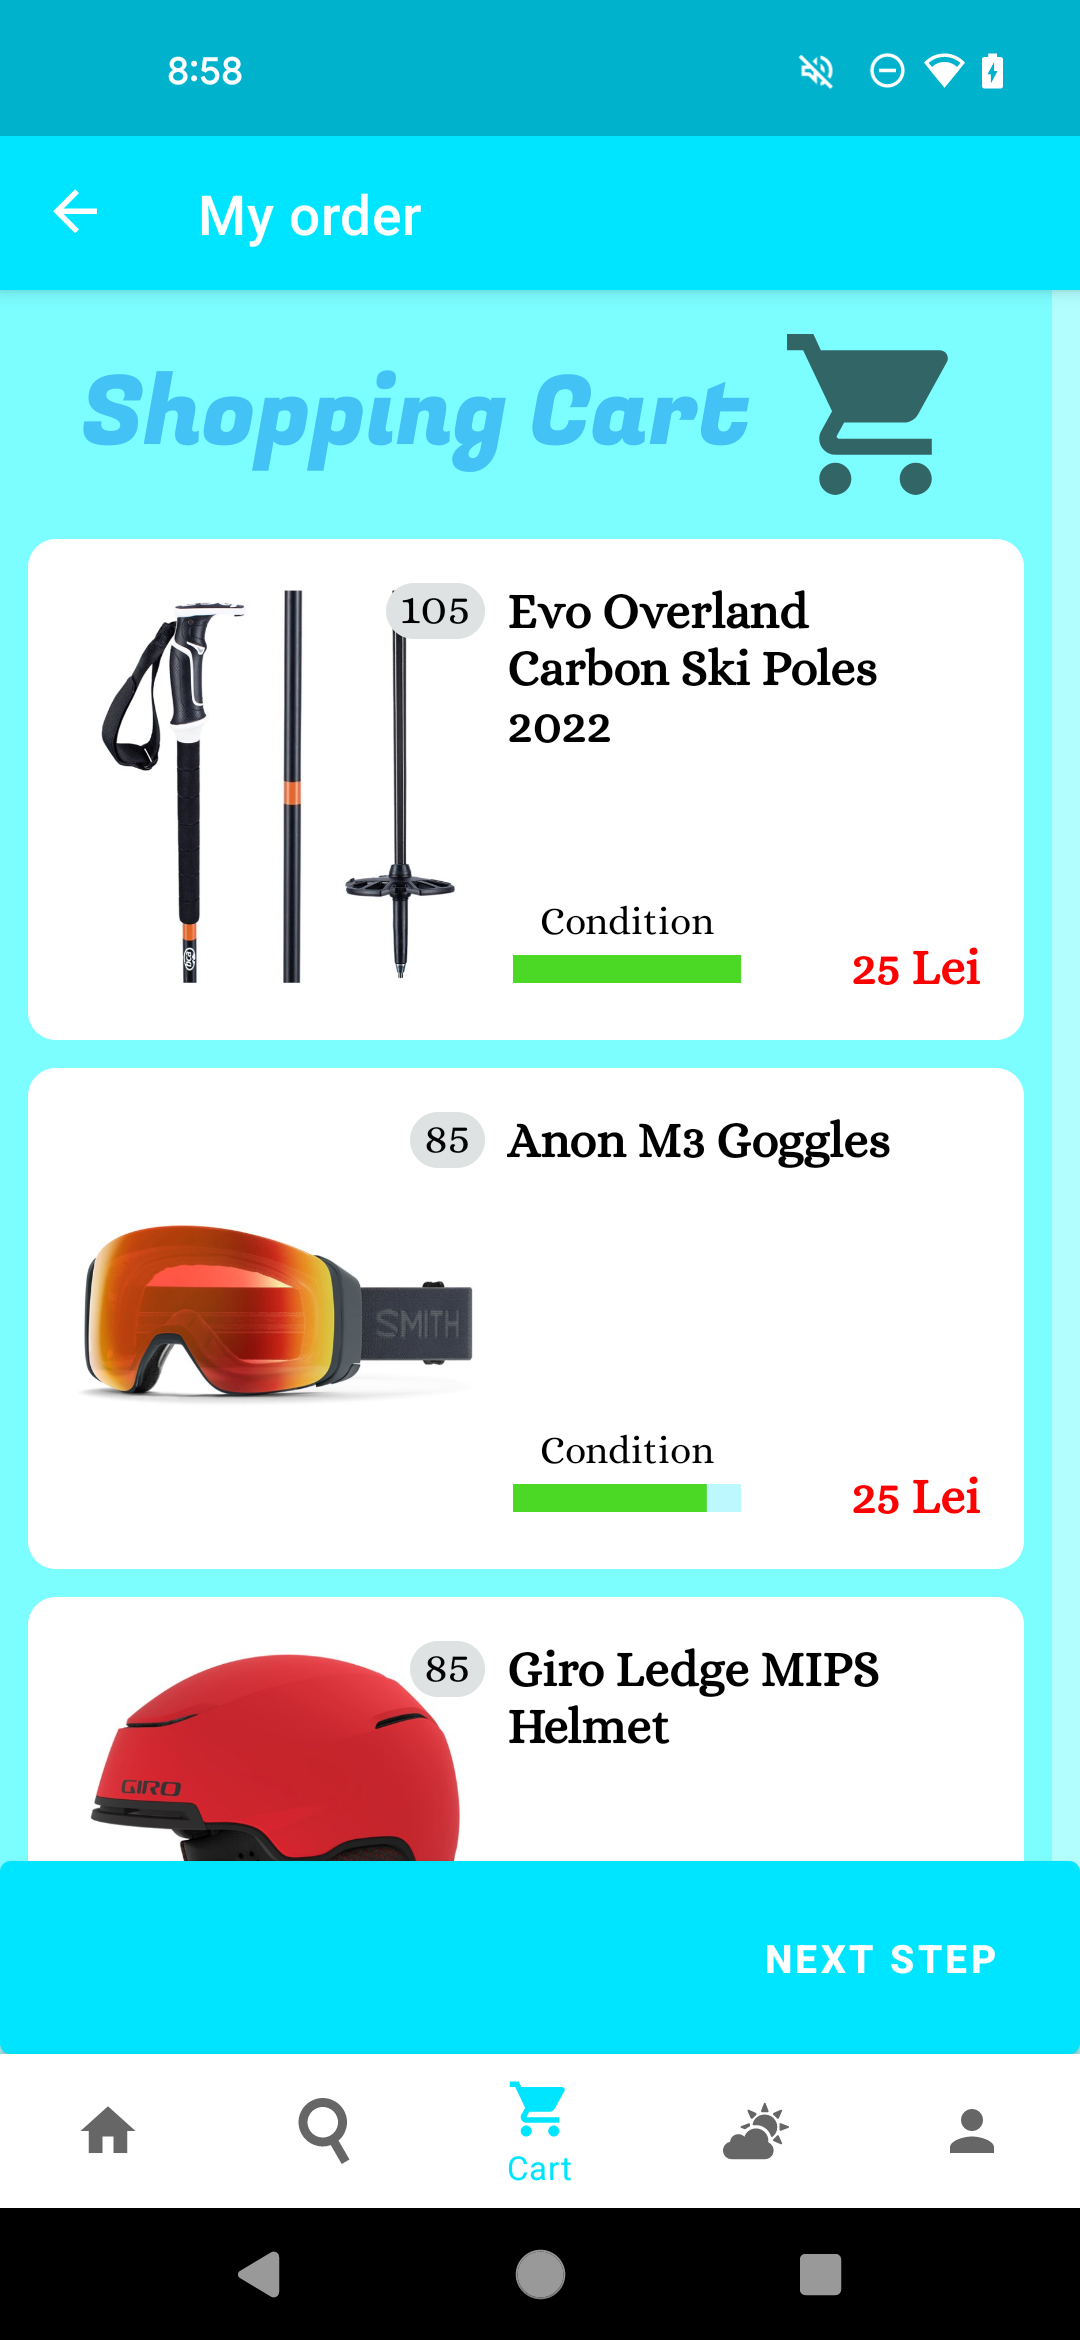 8:58
My order
Shopping Cart
105
Evo Overland
Carbon Ski Poles
2022
Condition
25 Lei
85
Anon M3 Goggles
SMITH
Condition
25 Lei
85
Giro Ledge MIPS
Helmet
GIRO
NEXT STEP
Cart